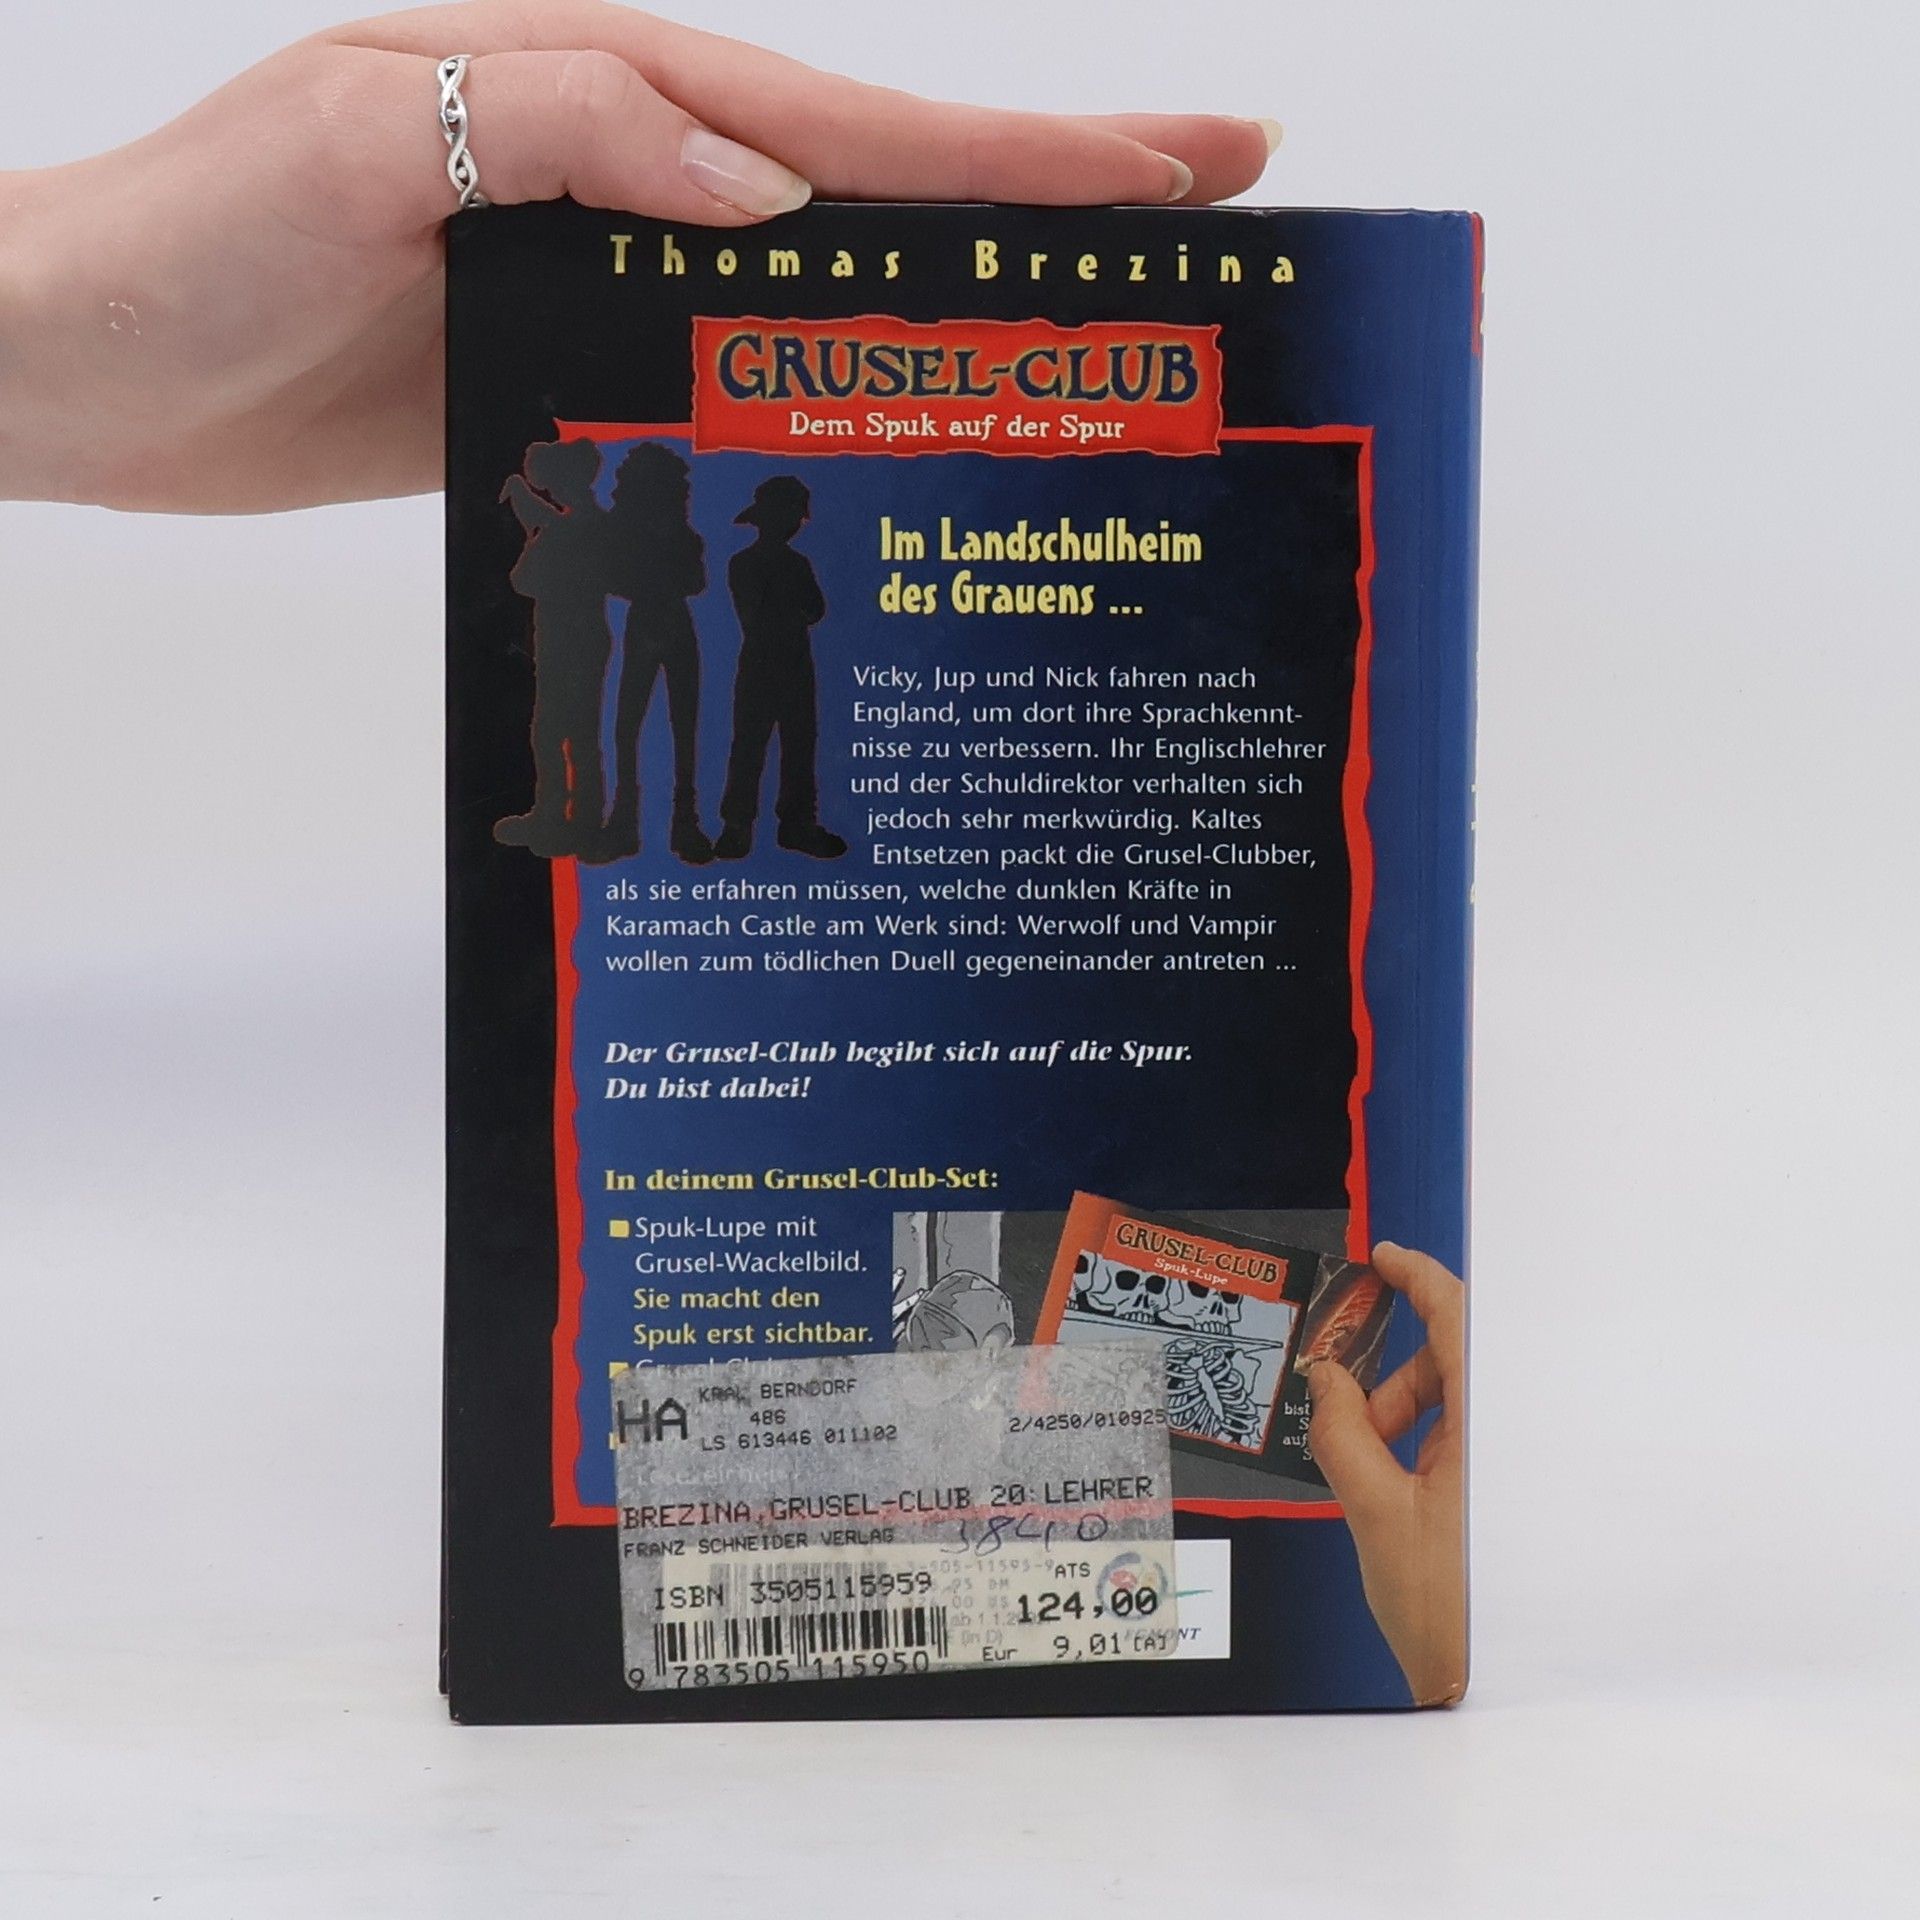 Thomas Brezina
GRUSEL-CLUB
Dem Spuk auf der Spur
Im Landschulheim
des Grauens ...
Vicky, Jup und Nick fahren nach
England, um dort ihre Sprachkennt-
nisse zu verbessern. Ihr Englischlehrer
und der Schuldirektor verhalten sich
jedoch sehr merkwürdig. Kaltes
Entsetzen packt die Grusel-Clubber,
als sie erfahren müssen, welche dunklen Kräfte in
Karamach Castle am Werk sind: Werwolf und Vampir
wollen zum tödlichen Duell gegeneinander antreten ...
Der Grusel-Club begibt sich auf die Spur.
Du bist dabei!
In deinem Grusel-Club-Set:
Spuk-Lupe mit
Grusel-Wackelbild.
Sie macht den
Spuk erst sichtbar.
GRUSEL-CLUB
Spuk-Lupe
bist
auf
HA KRAL BERNDORF
486
LS 613446 011102 2/4250/010925
BREZINA,GRUSEL-CLUB 20: LEHRER
FRANZ SCHNEIDER VERLAG 3840
ISBN 3505115959 ATS
124,00
Eur 9,01 [A]
9 783505 115950
EGMONT